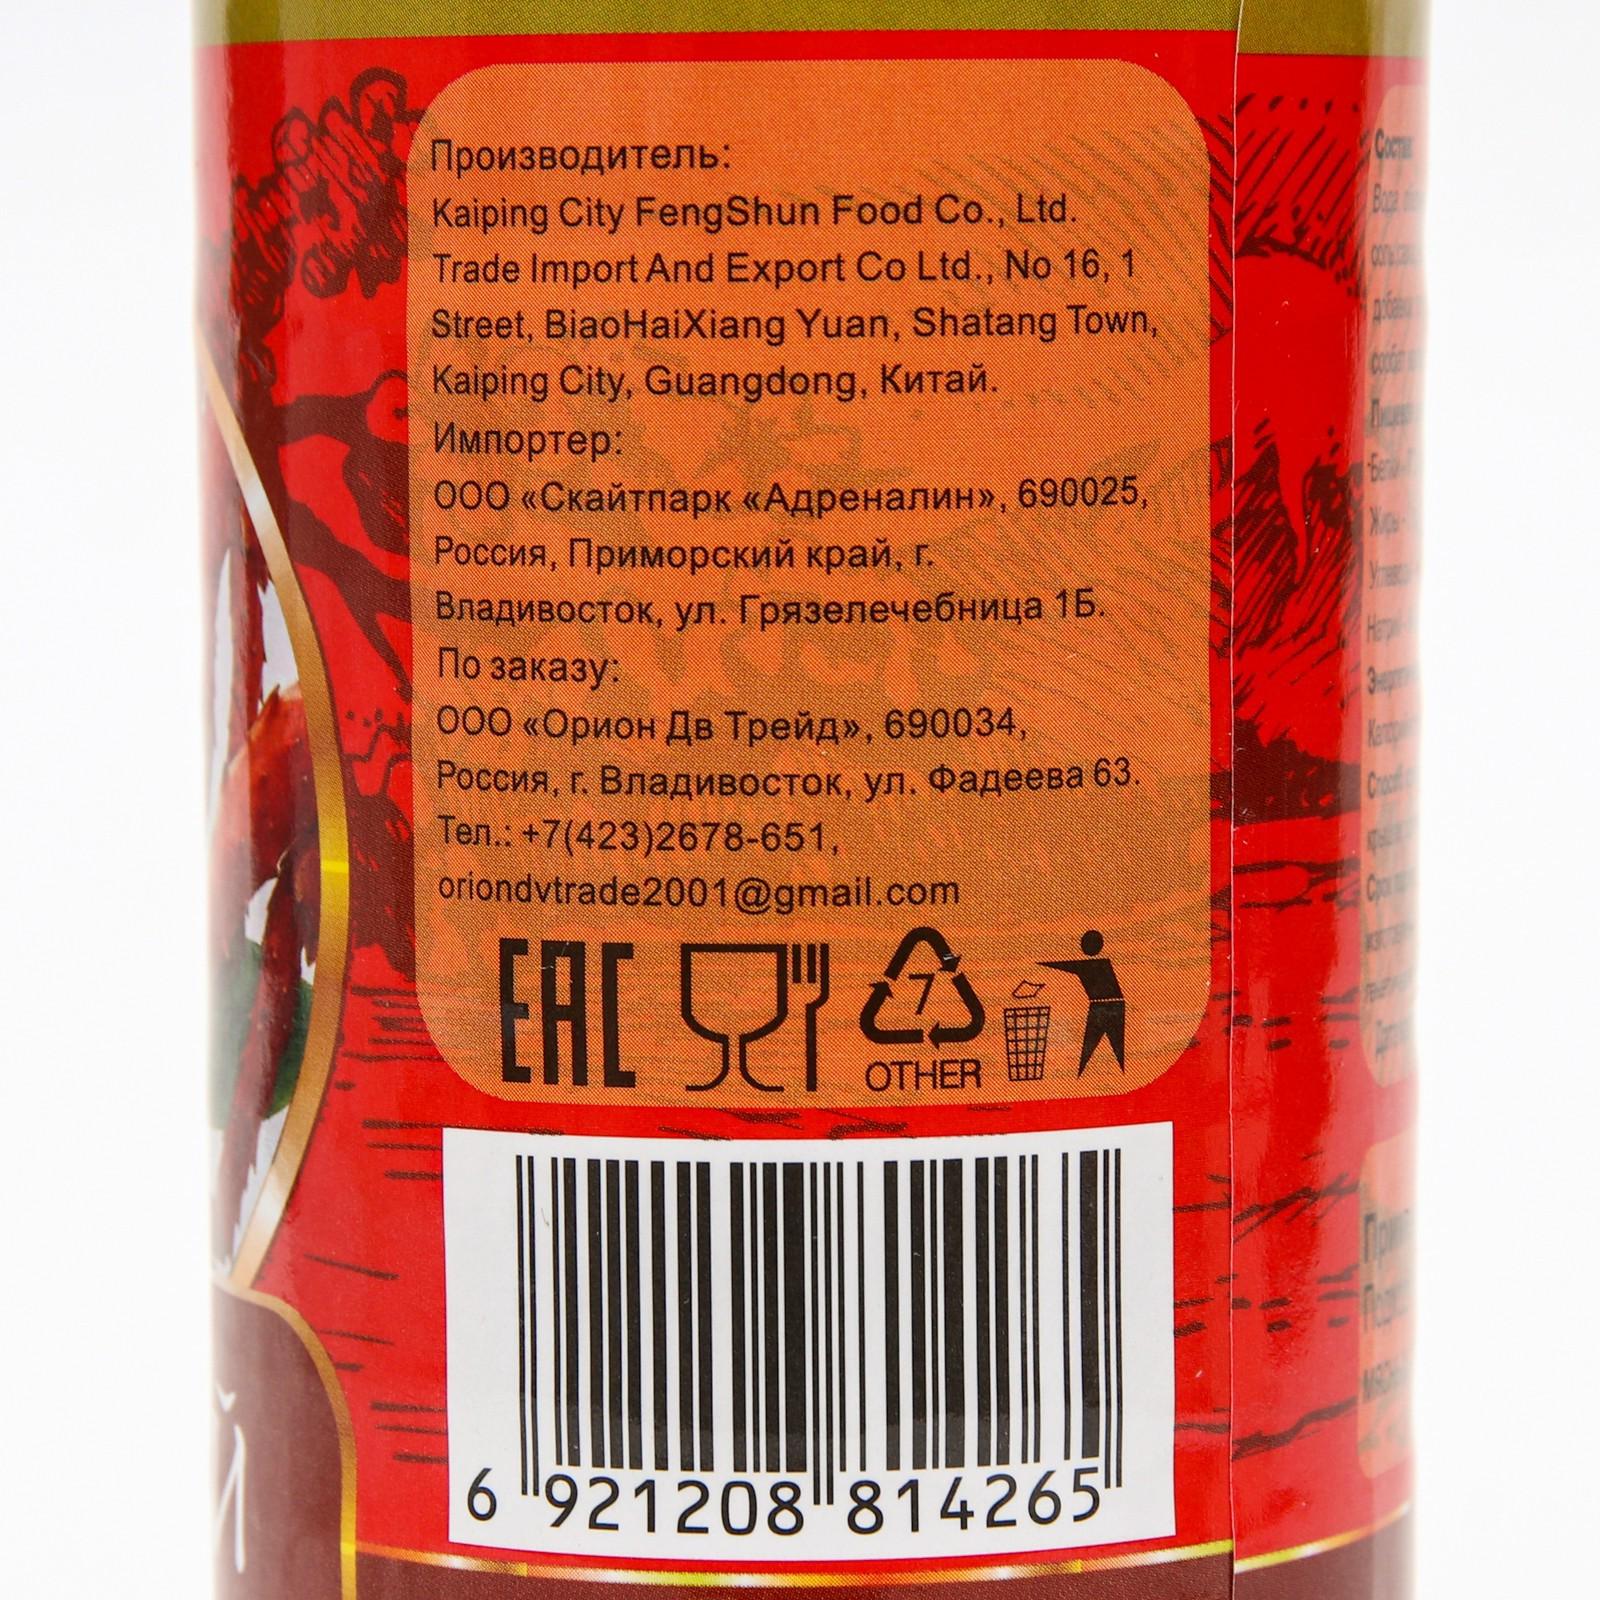 Производитель:
Kaiping City FengShun Food Co., Ltd.
Trade Import And Export Co Ltd., No 16, 1
Street, BiaoHaiXiang Yuan, Shatang Town,
Kaiping City, Guangdong, Китай.
Импортер:
ООО «Скайтпарк «Адреналин», 690025,
Россия, Приморский край, г.
Владивосток, ул. Грязелечебница 1Б.
По заказу:
ООО «Орион Дв Трейд», 690034,
Россия, г. Владивосток, ул. Фадеева 63.
Тел.: +7(423)2678-651,
oriondvtrade2001@gmail.com
EAC
7
OTHER
6 921208 814265
й
Состав
Вода
Жиры -